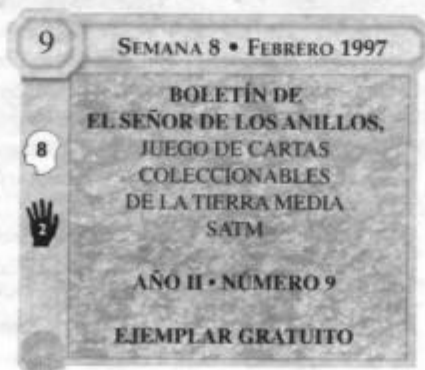 9
SEMANA 8 • FEBRERO 1997
BOLETÍN DE
EL SEÑOR DE LOS ANILLOS,
JUEGO DE CARTAS
COLECCIONABLES
DE LA TIERRA MEDIA
SATM
8
2
AÑO II • NÚMERO 9
EJEMPLAR GRATUITO